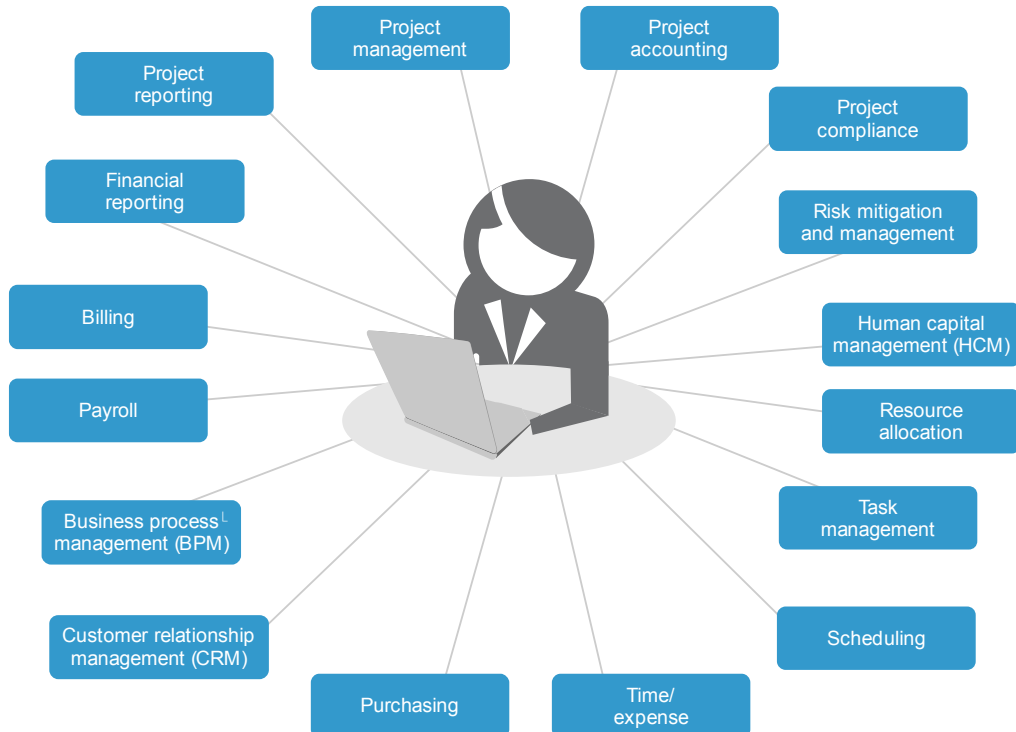 Project
management
Project
accounting
Project
reporting
Project
compliance
Financial
reporting
Risk mitigation
and management
Billing
Human capital
management (HCM)
Payroll
Resource
allocation
Business process
management (BPM)
Task
management
Customer relationship
management (CRM)
Scheduling
Purchasing
Time/
expense